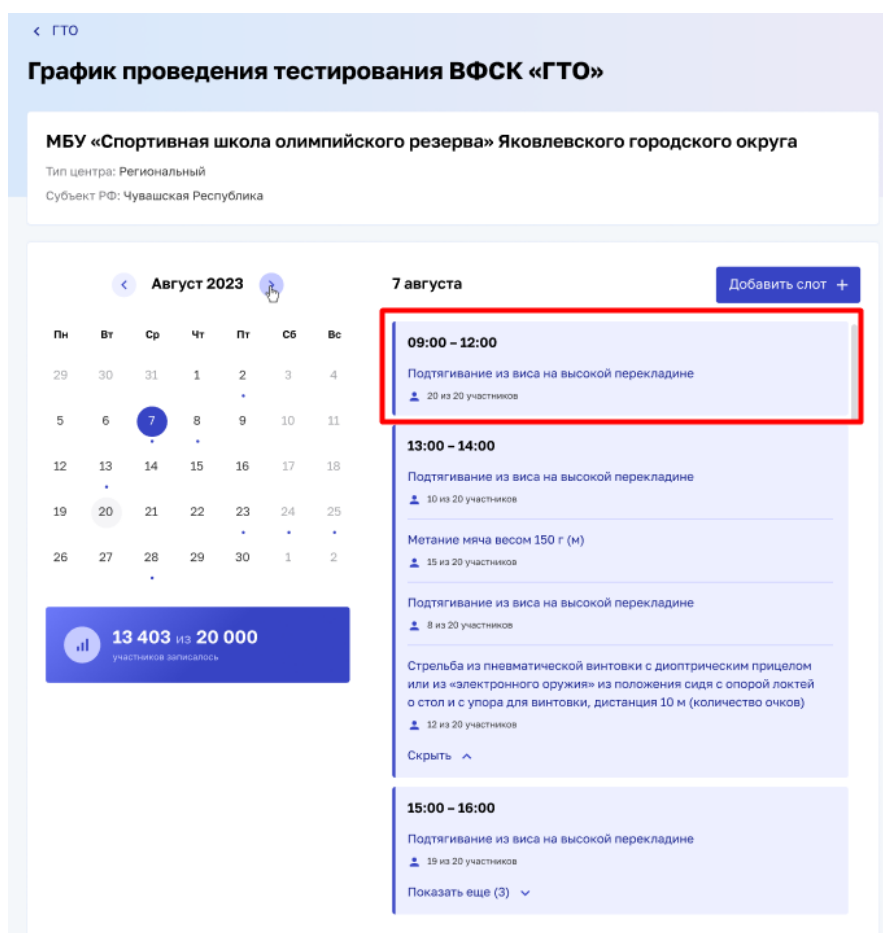 ГТО
График проведения тестирования ВФСК «ГТО»
МБУ «Спортивная школа олимпийского резерва» Яковлевского городского округа
Тип центра: Региональный
Субъект РФ: Чувашская Республика
Август 2023
Пн Вт Ср Чт Пт Сб Вс
29 30 31 1 2 3 4
5 6 7 8 9 10 11
12 13 14 15 16 17 18
19 20 21 22 23 24 25
26 27 28 29 30 1 2
13 403 из 20 000
участников записалось
7 августа
Добавить слот +
09:00 – 12:00
Подтягивание из виса на высокой перекладине
20 из 20 участников
13:00 – 14:00
Подтягивание из виса на высокой перекладине
10 из 20 участников
Метание мяча весом 150 г (м)
15 из 20 участников
Подтягивание из виса на высокой перекладине
8 из 20 участников
Стрельба из пневматической винтовки с диоптрическим прицелом
или из «электронного оружия» из положения сидя с опорой локтей
о стол и с упора для винтовки, дистанция 10 м (количество очков)
12 из 20 участников
Скрыть
15:00 – 16:00
Подтягивание из виса на высокой перекладине
19 из 20 участников
Показать еще (3)